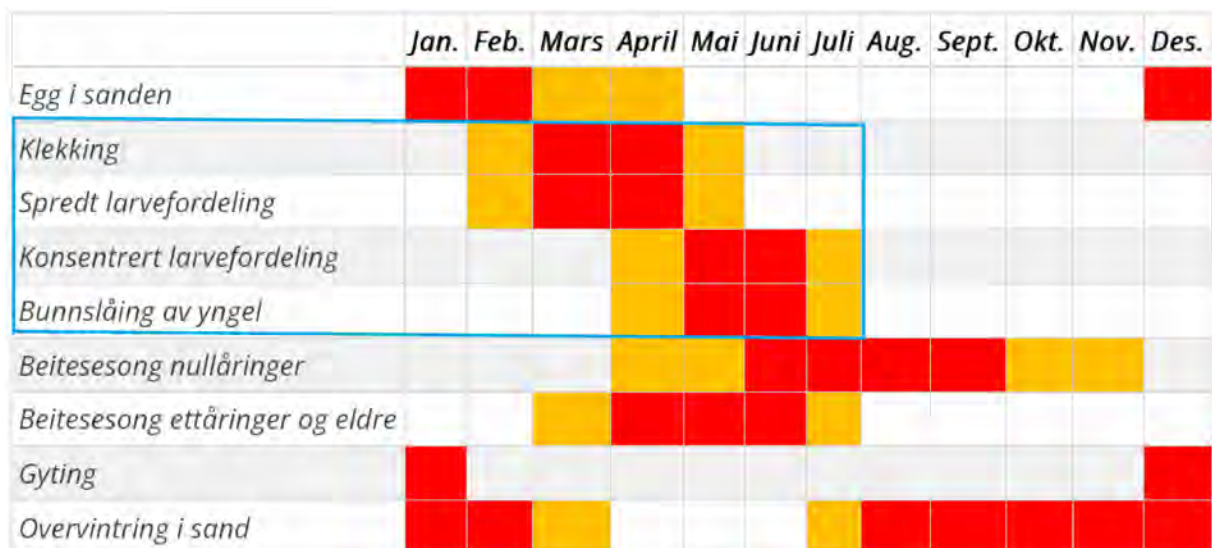 Jan. Feb. Mars April Mai Juni Juli Aug. Sept. Okt. Nov. Des.
Egg i sanden
Klekking
Spredt larvefordeling
Konsentrert larvefordeling
Bunnslåing av yngel
Beitesesong nullåringer
Beitesesong ettåringer og eldre
Gyting
Overvintring i sand